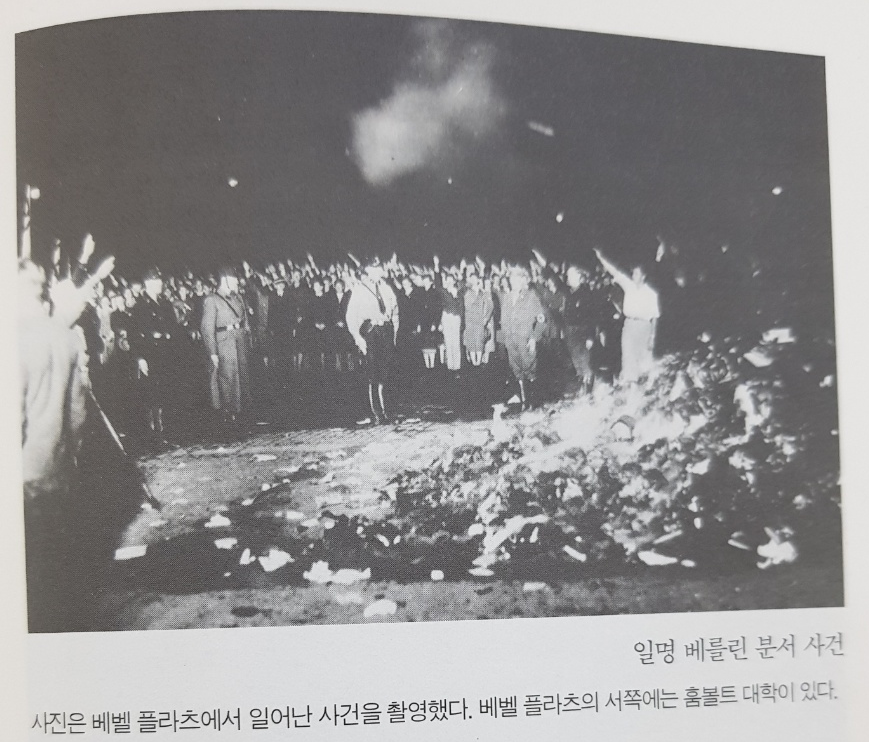 일명 베를린 분서 사건
사진은 베벨 플라츠에서 일어난 사건을 촬영했다. 베벨 플라츠의 서쪽에는 훔볼트 대학이 있다.